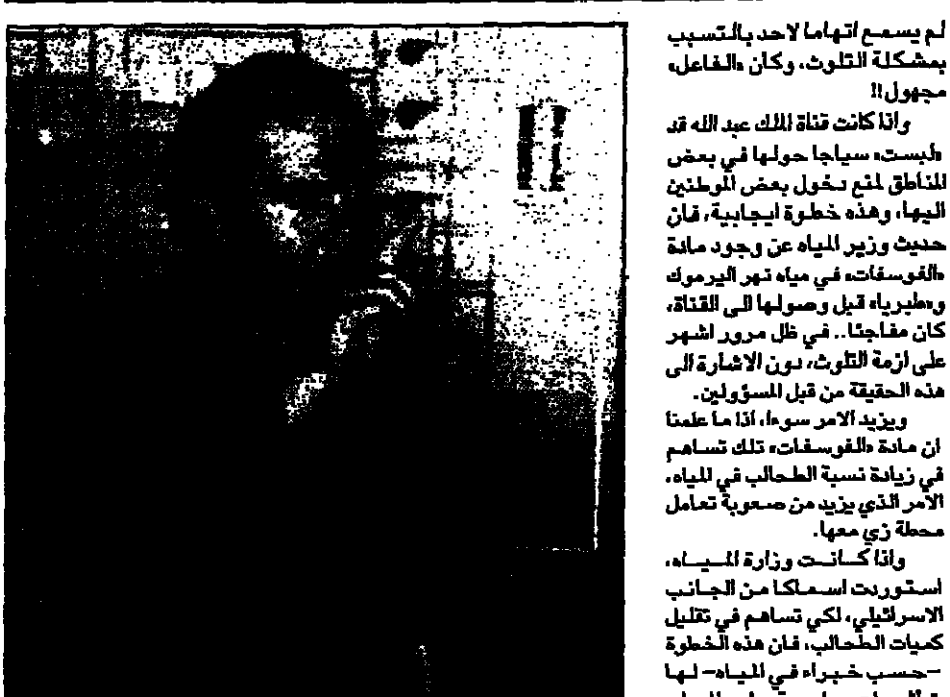 لم يسمع اتهاما لاحد بالتسبب
بمشكلة التلوث، وكأن «الفاعل»
مجهول!!
واذا كانت قناة الملك عبد الله قد
«لبست» سياجا حولها في بعض
المناطق لمنع دخول بعض الموطنين
اليها، وهذه خطوة ايجابية، فان
حديث وزير المياه عن وجود مادة
«الفوسفات» في مياه نهر اليرموك
و«طبريا» قبل وصولها الى القناة،
كان مفاجئا.. في ظل مرور اشهر
على ازمة التلوث، دون الاشارة الى
هذه الحقيقة من قبل المسؤولين.
ويزيد الامر سوءا، اذا ما علمنا
ان مادة «الفوسفات» تلك تساهم
في زيادة نسبة الطحالب في المياه،
الامر الذي يزيد من صعوبة تعامل
محطة زي معها.
واذا كانت وزارة المياه،
استوردت اسماكا من الجانب
الاسرائيلي، لكي تساهم في تقليل
كميات الطحالب، فان هذه الخطوة
-حسب خبراء في المياه- لها